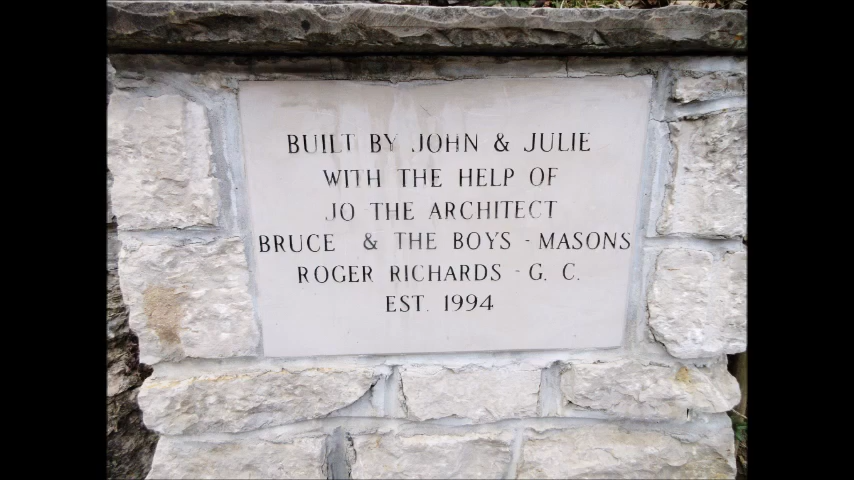 BUILT BY JOHN & JULIE
WITH THE HELP OF
JO THE ARCHITECT
BRUCE & THE BOYS - MASONS
ROGER RICHARDS - G. C.
EST. 1994